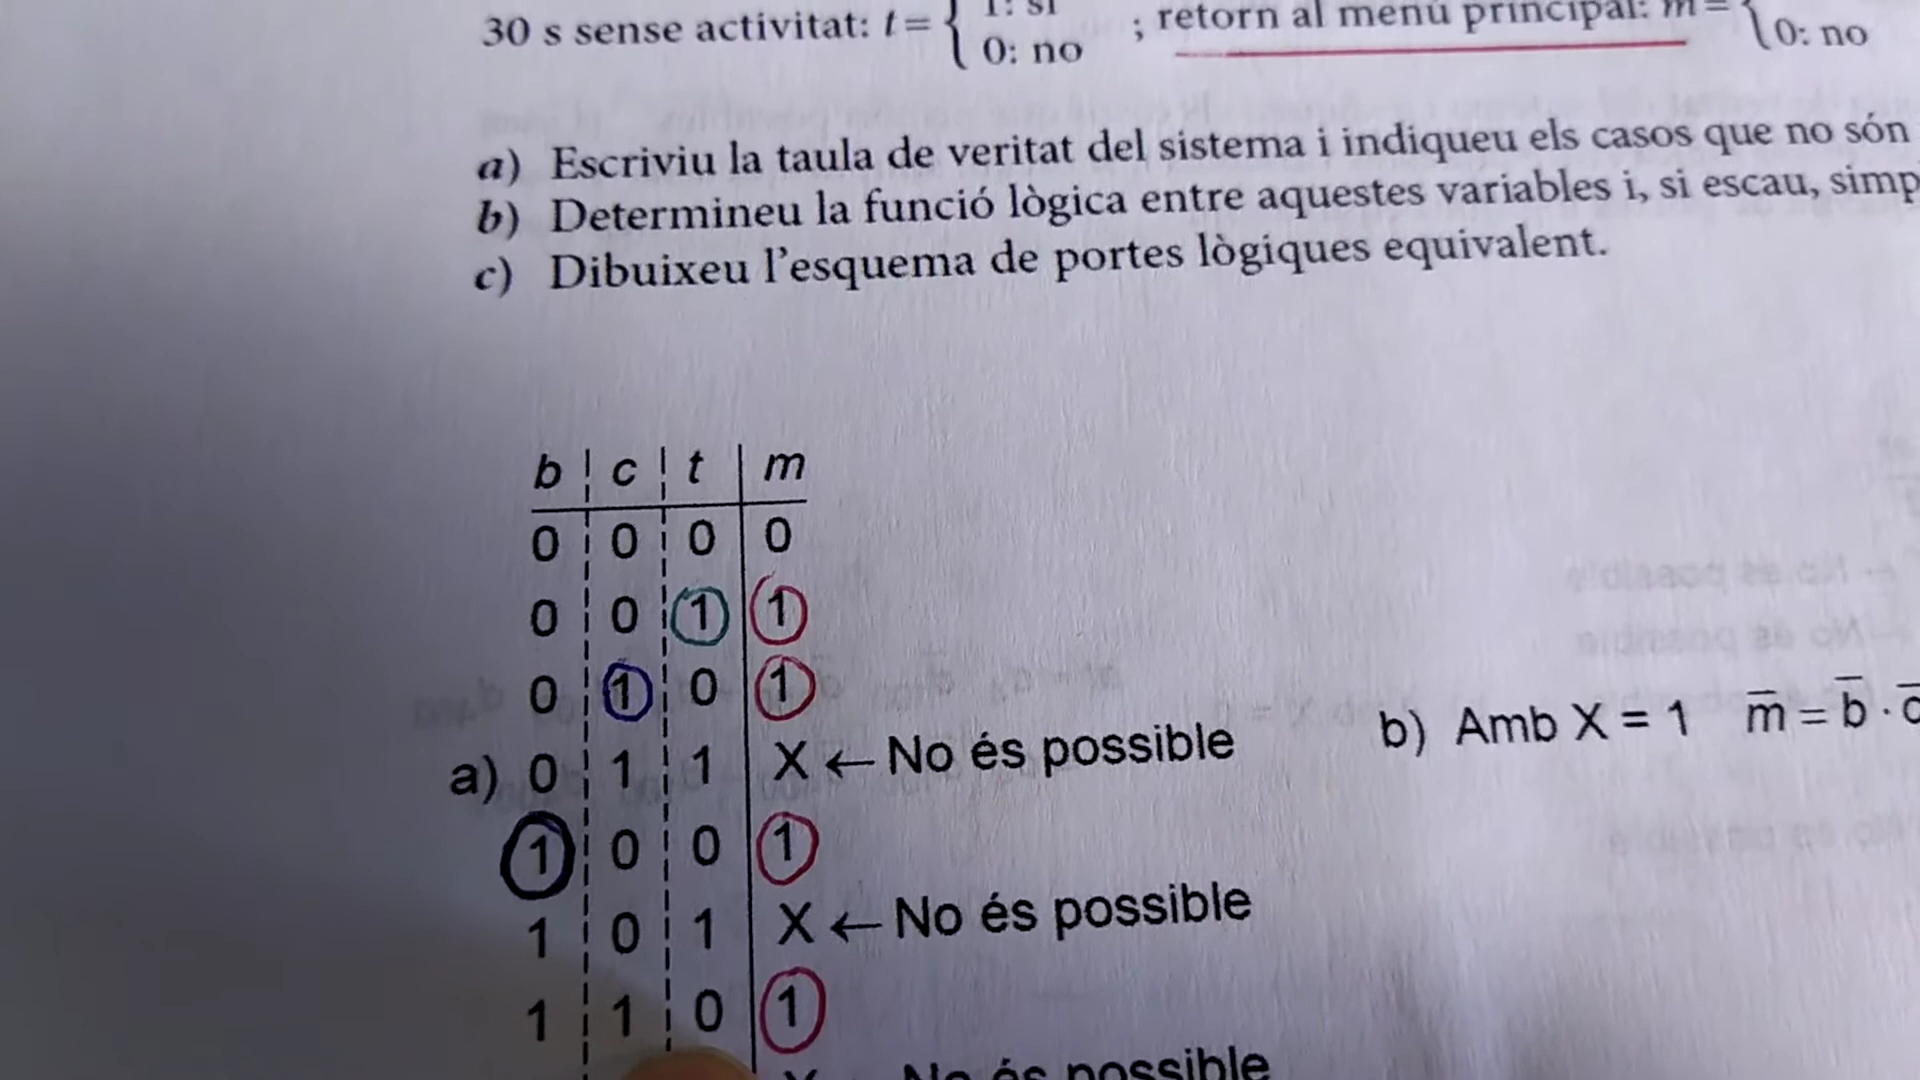 30 s sense activitat: t = { 1: sí 0: no ; retorn al menú principal: m = { 0: no
a) Escriviu la taula de veritat del sistema i indiqueu els casos que no són
b) Determineu la funció lògica entre aquestes variables i, si escau, simp
c) Dibuixeu l'esquema de portes lògiques equivalent.
b c t m
0 0 0 0
0 0 1 1
0 1 0 1
a) 0 1 1 X ← No és possible
b) Amb X = 1 m̅ = b̅ ·
1 0 0 1
1 0 1 X ← No és possible
1 1 0 1
X No és possible